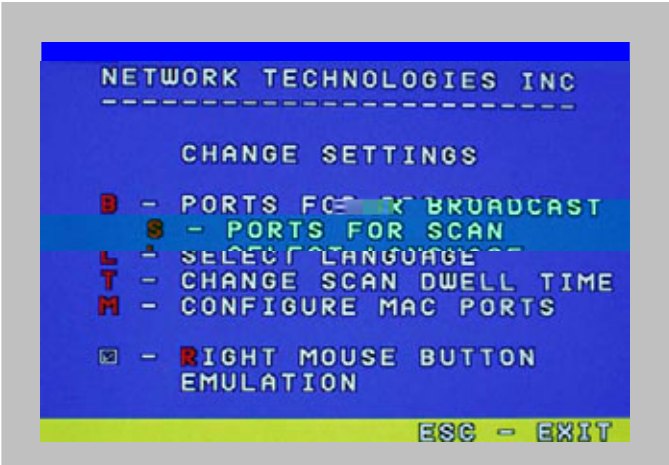 NETWORK TECHNOLOGIES INC
--------------------------
CHANGE SETTINGS
B - PORTS FOR BROADCAST
S - PORTS FOR SCAN
L - SELECT LANGUAGE
T - CHANGE SCAN DWELL TIME
M - CONFIGURE MAC PORTS
☑ - RIGHT MOUSE BUTTON
EMULATION
ESC - EXIT